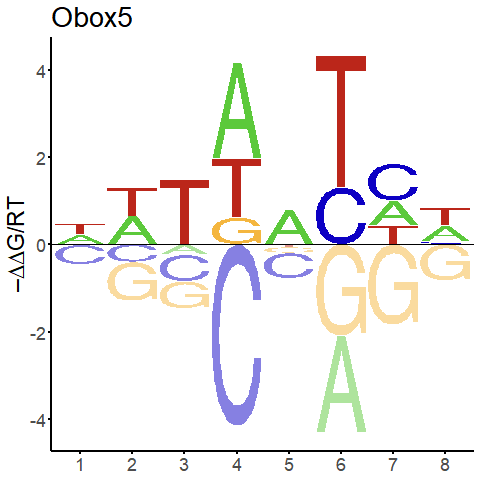 Obox5
−ΔΔG/RT
4
2
0
-2
-4
T A C
T A C G
T A C G
A T G C
A C
T C G A
C A T G
T A G
1 2 3 4 5 6 7 8